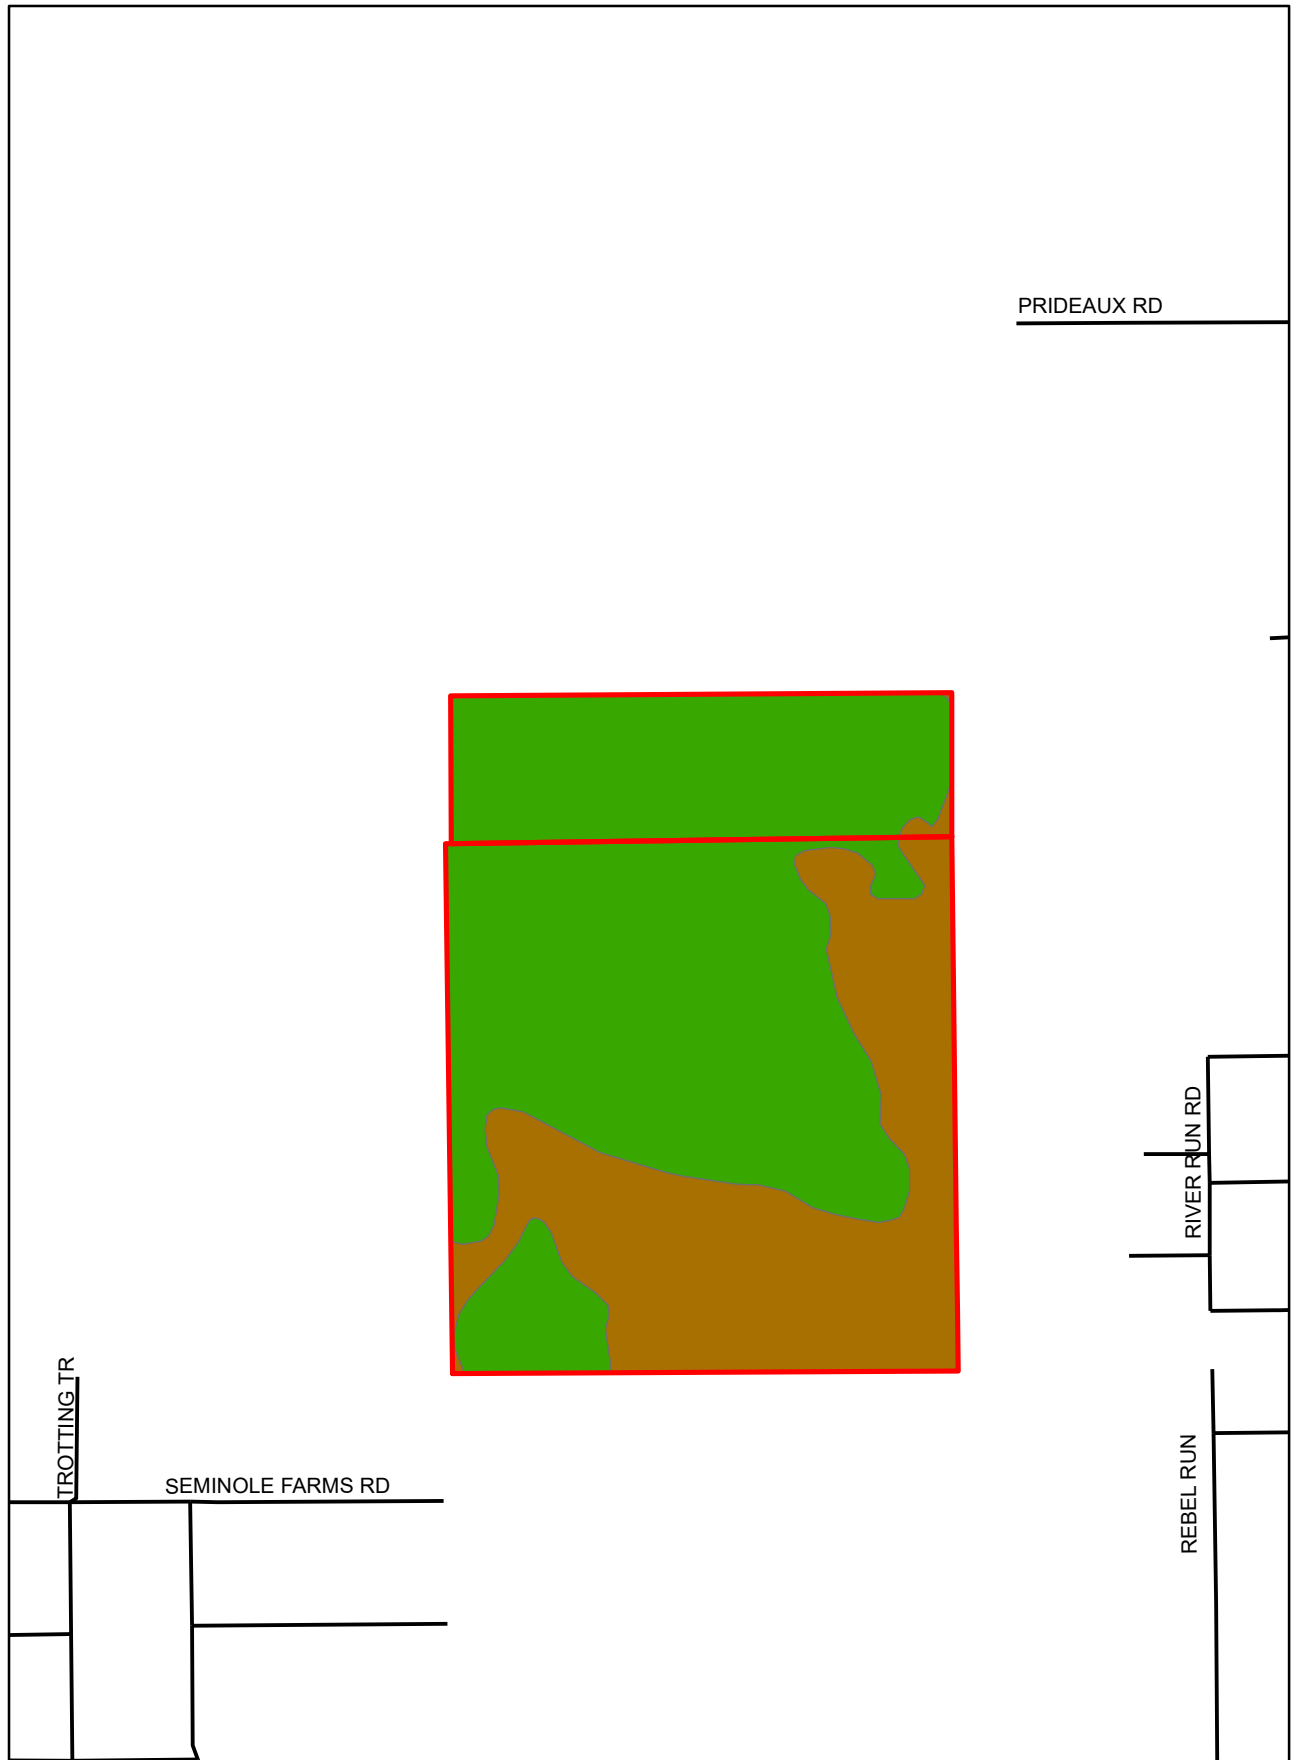 PRIDEAUX RD
RIVER RUN RD
TROTTING TR
SEMINOLE FARMS RD
REBEL RUN